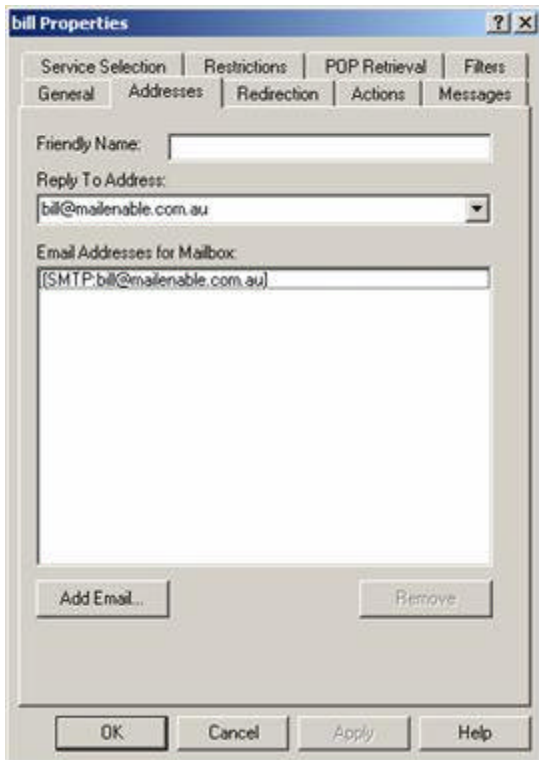 bill Properties
Service Selection Restrictions POP Retrieval Filters
General Addresses Redirection Actions Messages
Friendly Name:
Reply To Address:
bill@mailenable.com.au
Email Addresses for Mailbox:
[SMTP:bill@mailenable.com.au]
Add Email... Remove
OK Cancel Apply Help